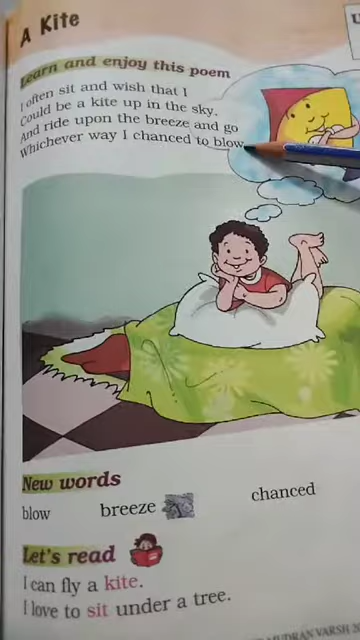 A Kite
Learn and enjoy this poem
I often sit and wish that I
Could be a kite up in the sky.
And ride upon the breeze and go
Whichever way I chanced to blow
New words
blow breeze chanced
Let's read
I can fly a kite.
I love to sit under a tree.
MUDRAN VARSH